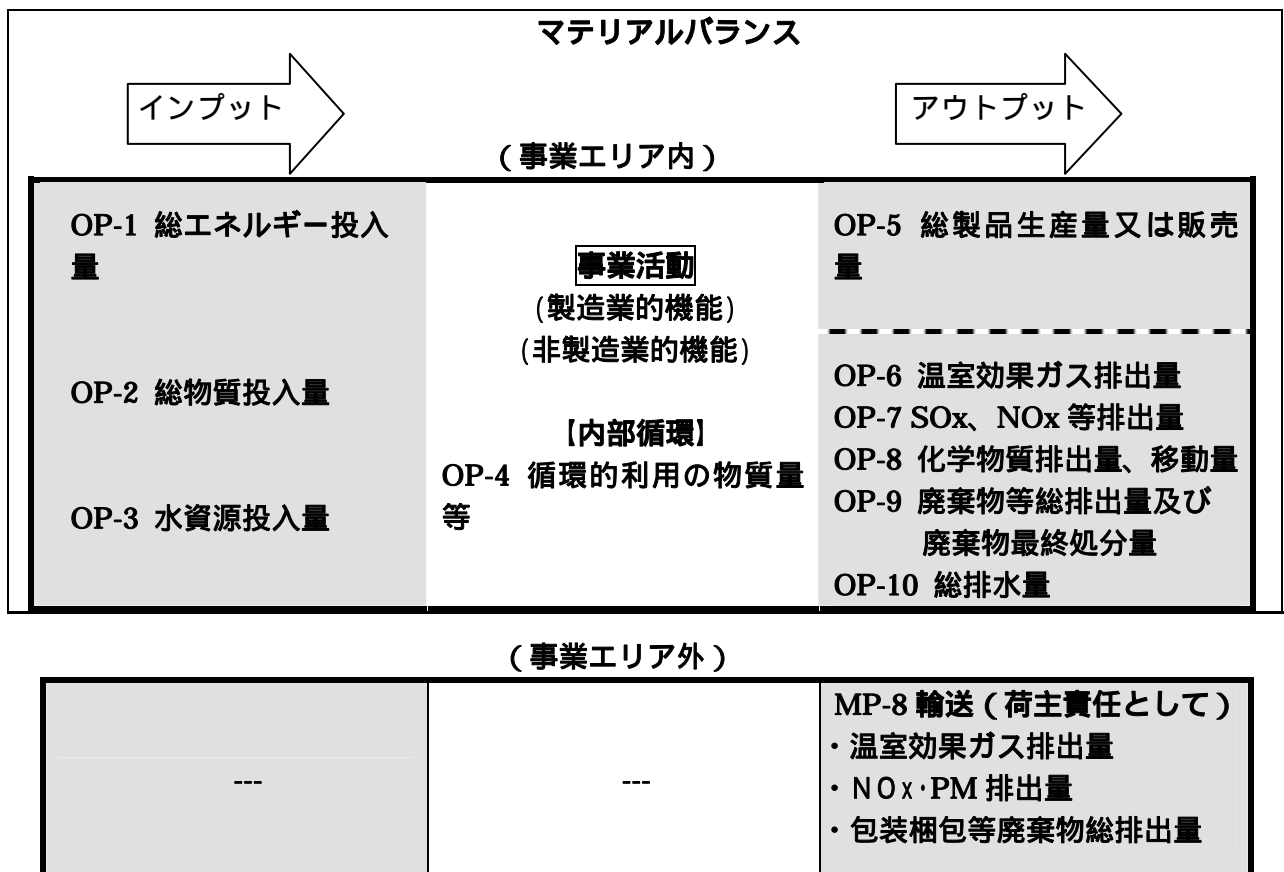 マテリアルバランス
インプット
アウトプット
（事業エリア内）
OP-1 総エネルギー投入
量
OP-2 総物質投入量
OP-3 水資源投入量
事業活動
(製造業的機能)
(非製造業的機能)
【内部循環】
OP-4 循環的利用の物質量
等
OP-5 総製品生産量又は販売
量
OP-6 温室効果ガス排出量
OP-7 SOx、NOx 等排出量
OP-8 化学物質排出量、移動量
OP-9 廃棄物等総排出量及び
廃棄物最終処分量
OP-10 総排水量
（事業エリア外）
---
---
MP-8 輸送（荷主責任として）
・温室効果ガス排出量
・ＮＯｘ・PM 排出量
・包装梱包等廃棄物総排出量